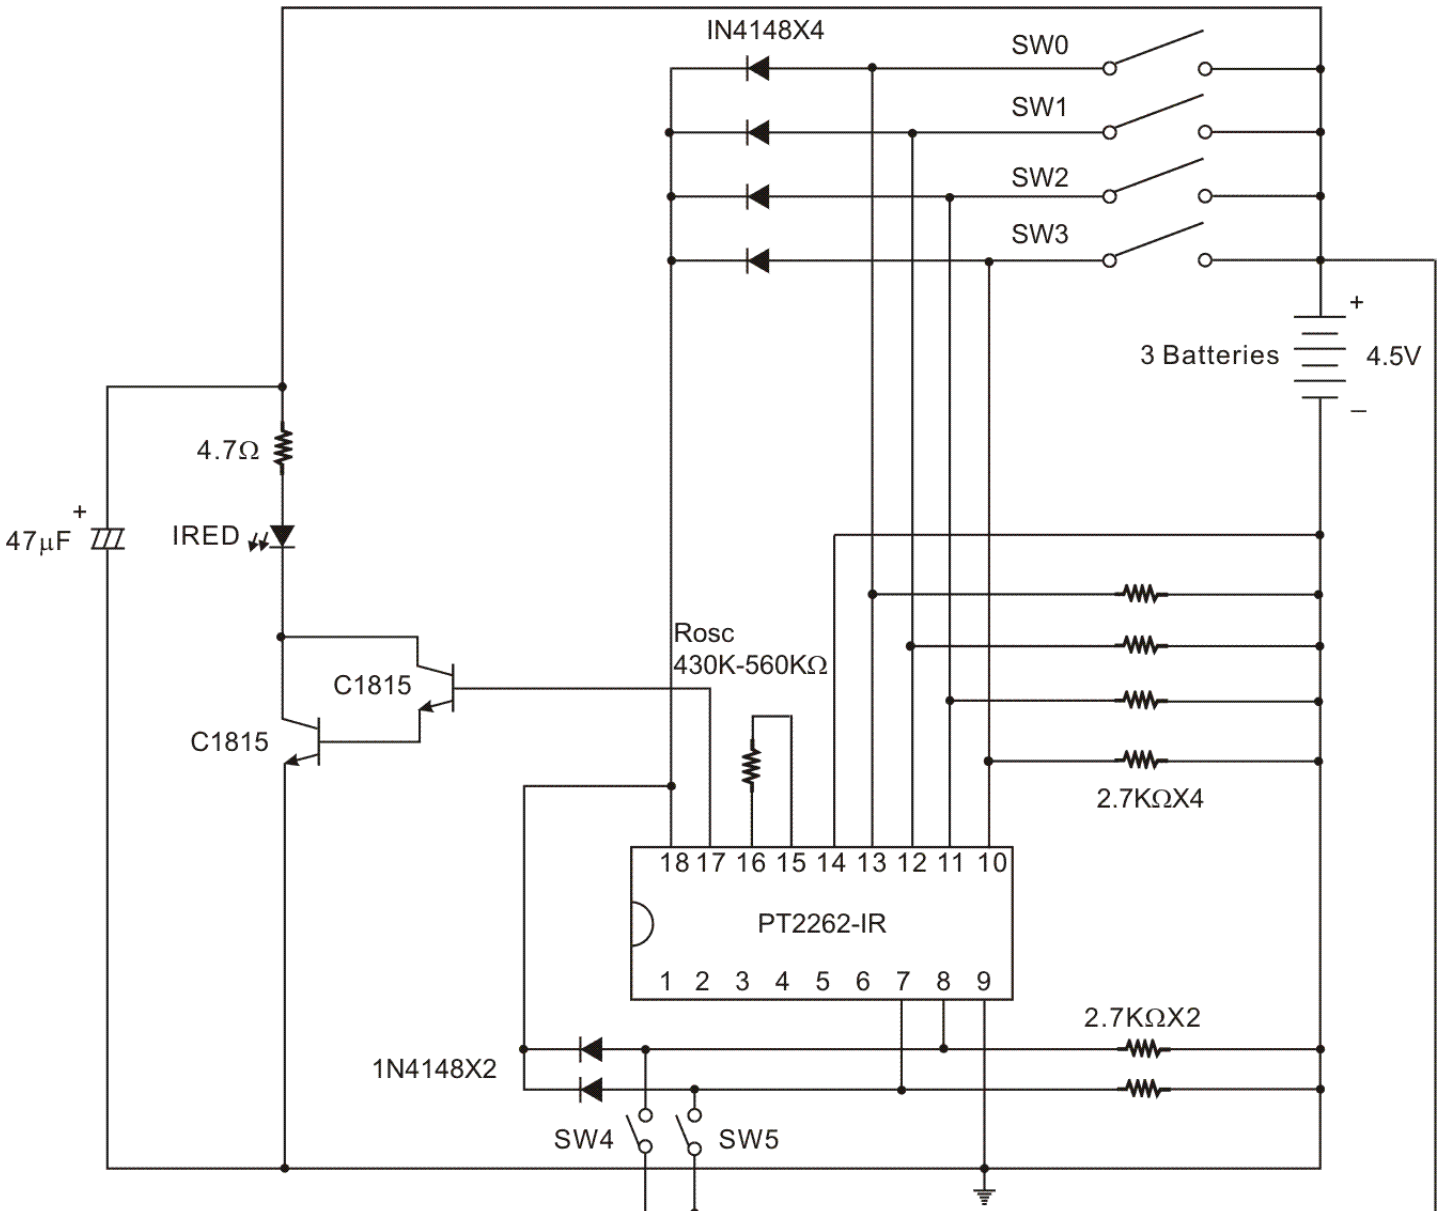 IN4148X4
SW0
SW1
SW2
SW3
+
3 Batteries
4.5V
–
4.7Ω
+
47μF
IRED
Rosc
430K-560KΩ
C1815
C1815
2.7KΩX4
18 17 16 15 14 13 12 11 10
PT2262-IR
1 2 3 4 5 6 7 8 9
2.7KΩX2
1N4148X2
SW4
SW5